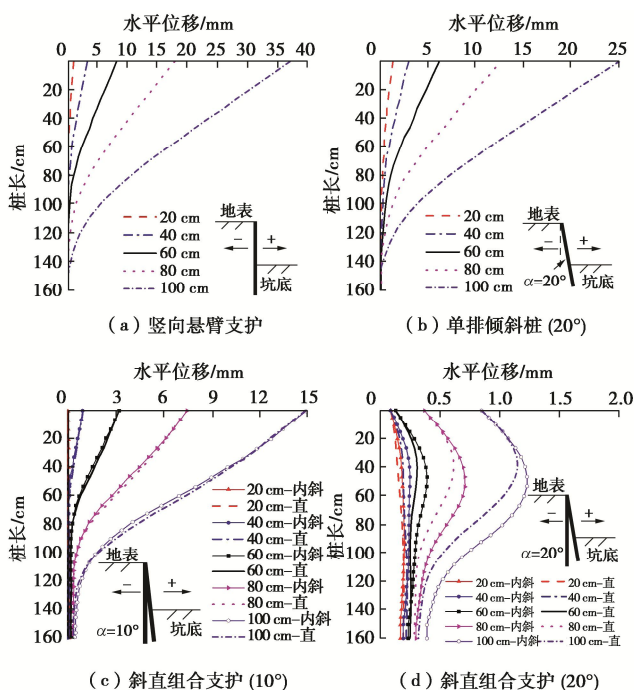 水平位移/mm
0 5 10 15 20 25 30 35 40
桩长/cm
20
40
60
80
100
120
140
160
20 cm
40 cm
60 cm
80 cm
100 cm
地表
− +
坑底
(a) 竖向悬臂支护
水平位移/mm
0 5 10 15 20 25
桩长/cm
20
40
60
80
100
120
140
160
20 cm
40 cm
60 cm
80 cm
100 cm
地表
− +
α=20°
坑底
(b) 单排倾斜桩 (20°)
水平位移/mm
0 3 6 9 12 15
桩长/cm
20
40
60
80
100
120
140
160
20 cm–内斜
20 cm–直
40 cm–内斜
40 cm–直
60 cm–内斜
60 cm–直
80 cm–内斜
80 cm–直
100 cm–内斜
100 cm–直
地表
− +
α=10°
坑底
(c) 斜直组合支护 (10°)
水平位移/mm
0 0.5 1.0 1.5 2.0
桩长/cm
20
40
60
80
100
120
140
160
地表
− +
α=20°
坑底
20 cm–内斜 20 cm–直
40 cm–内斜 40 cm–直
60 cm–内斜 60 cm–直
80 cm–内斜 80 cm–直
100 cm–内斜 100 cm–直
(d) 斜直组合支护 (20°)